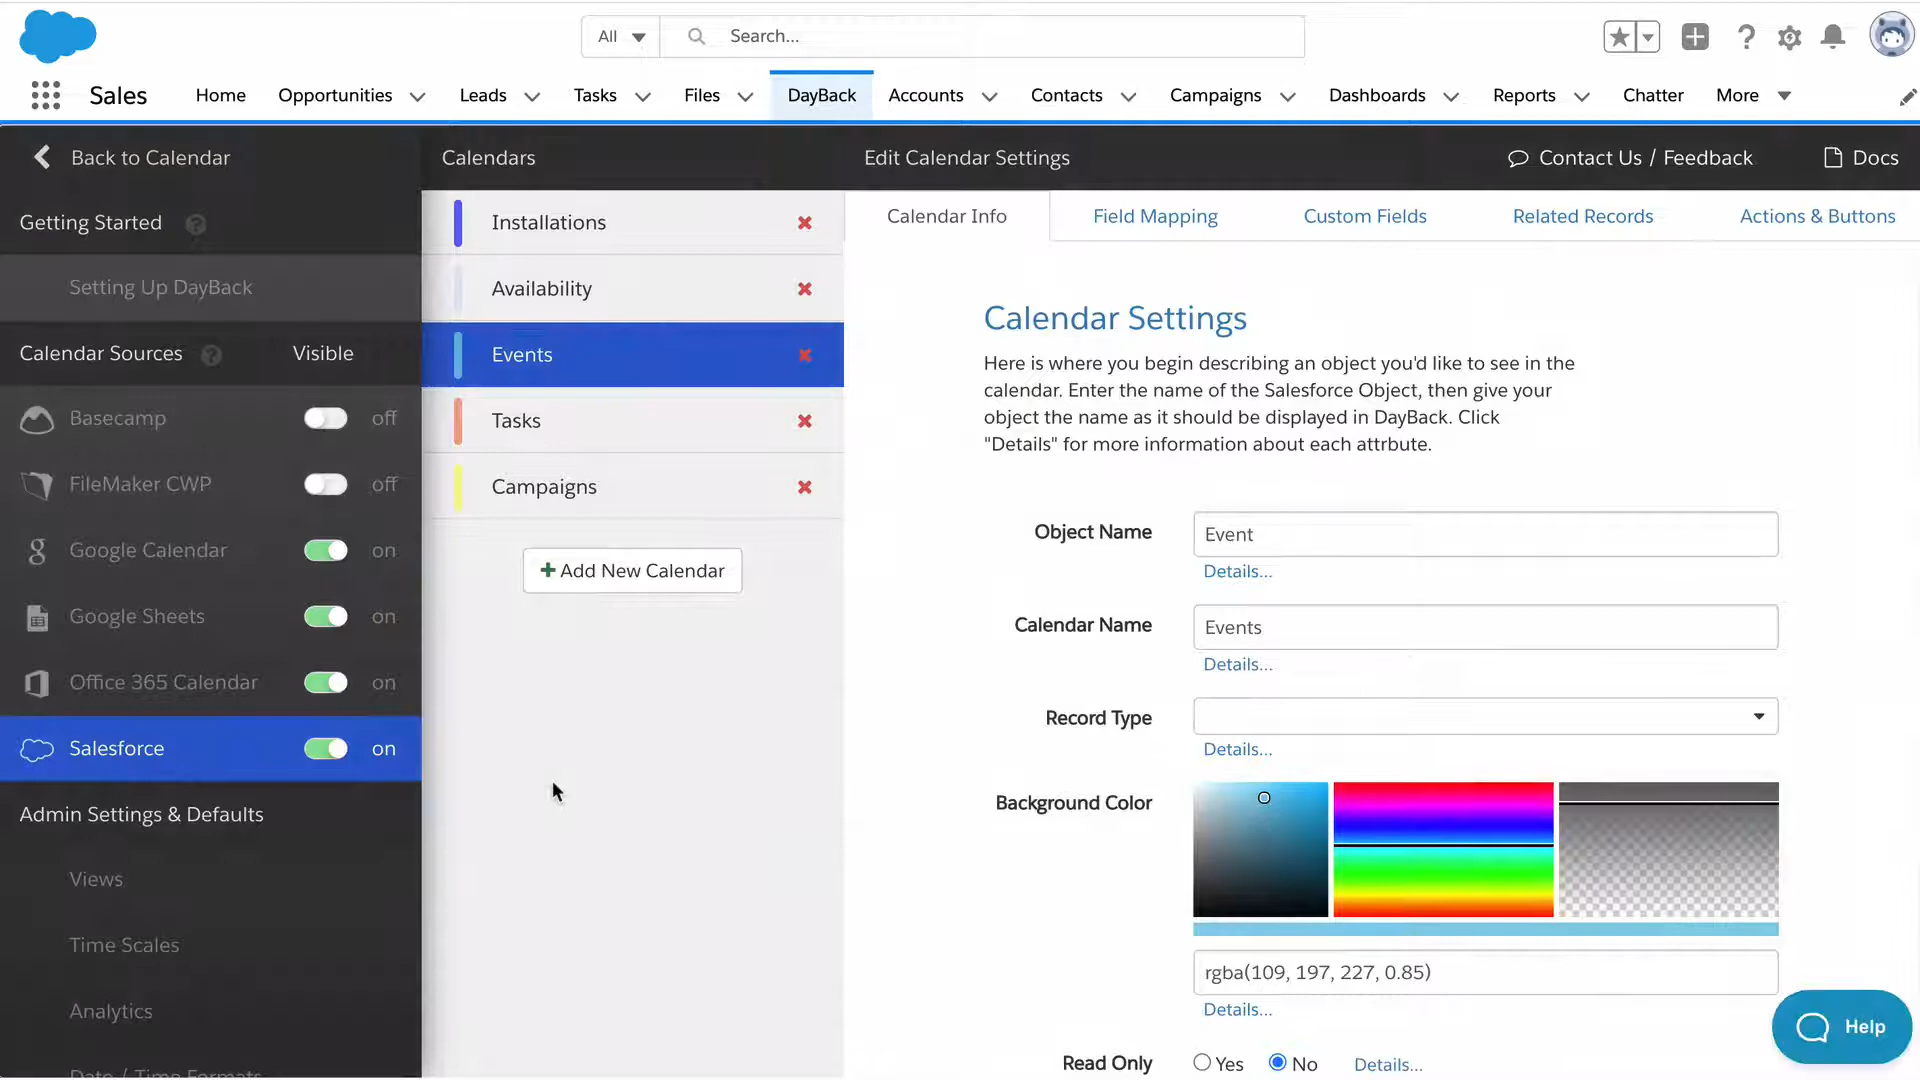 All
Search...
Sales
Home
Opportunities
Leads
Tasks
Files
DayBack
Accounts
Contacts
Campaigns
Dashboards
Reports
Chatter
More
Back to Calendar
Calendars
Edit Calendar Settings
Contact Us / Feedback
Docs
Getting Started
Setting Up DayBack
Calendar Sources
Visible
Basecamp
off
FileMaker CWP
off
Google Calendar
on
Google Sheets
on
Office 365 Calendar
on
Salesforce
on
Admin Settings & Defaults
Views
Time Scales
Analytics
Date / Time Formats
Installations
Availability
Events
Tasks
Campaigns
Add New Calendar
Calendar Info
Field Mapping
Custom Fields
Related Records
Actions & Buttons
Calendar Settings
Here is where you begin describing an object you'd like to see in the
calendar. Enter the name of the Salesforce Object, then give your
object the name as it should be displayed in DayBack. Click
"Details" for more information about each attrbute.
Object Name
Event
Details...
Calendar Name
Events
Details...
Record Type
Details...
Background Color
rgba(109, 197, 227, 0.85)
Details...
Read Only
Yes
No
Details...
Help